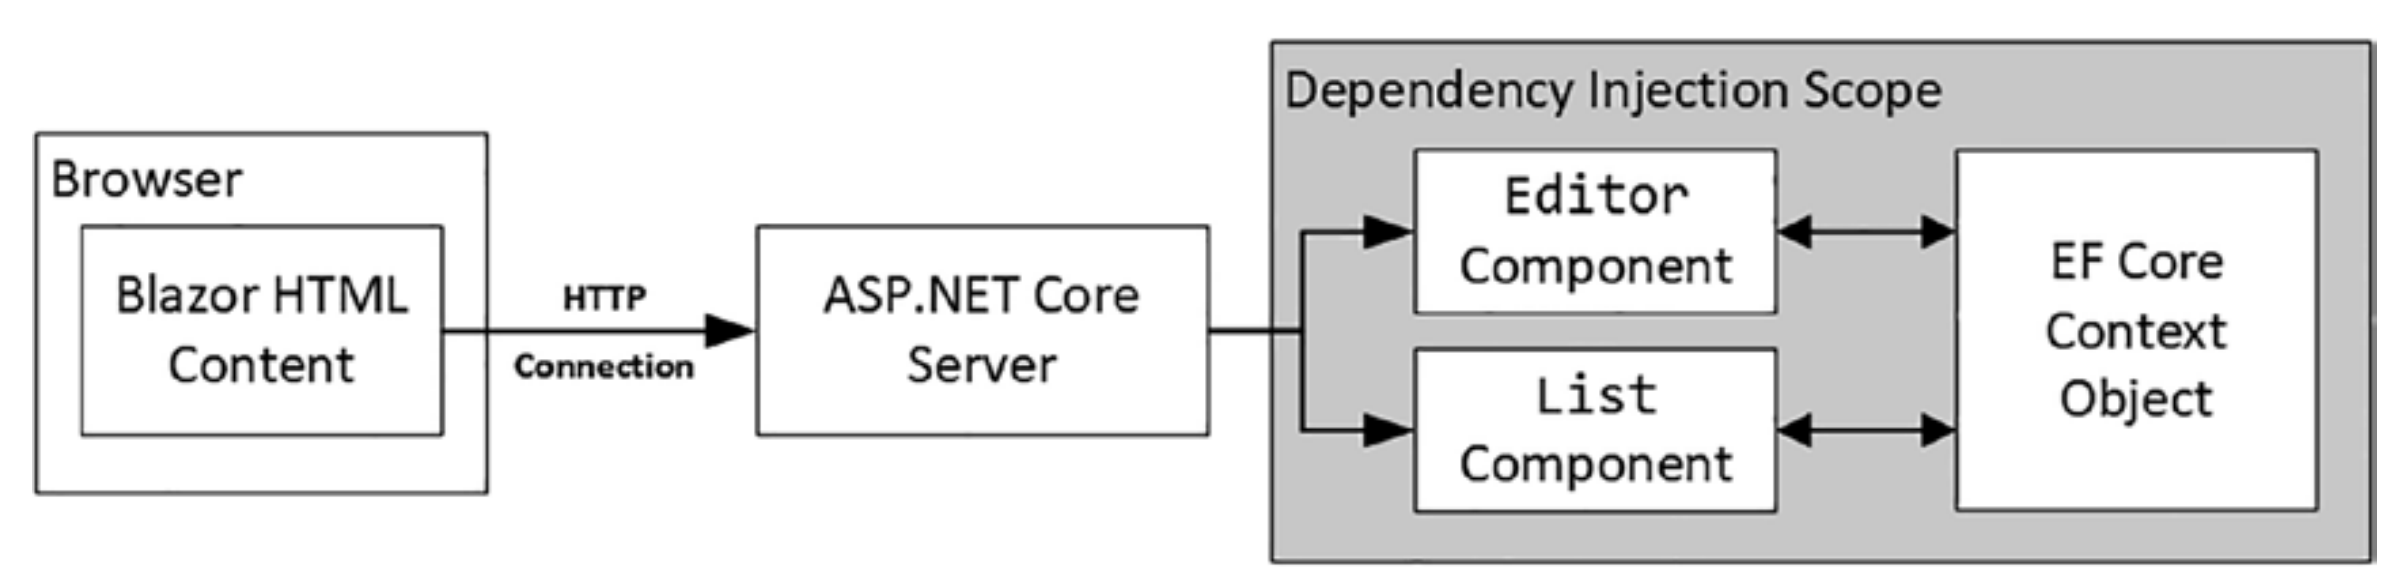 Browser
Blazor HTML
Content
HTTP
Connection
ASP.NET Core
Server
Dependency Injection Scope
Editor
Component
List
Component
EF Core
Context
Object